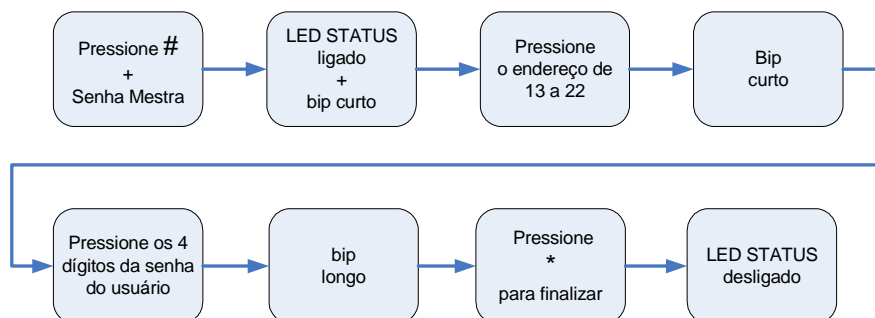 Pressione #
+
Senha Mestra
LED STATUS
ligado
+
bip curto
Pressione
o endereço de
13 a 22
Bip
curto
Pressione os 4
dígitos da senha
do usuário
bip
longo
Pressione
*
para finalizar
LED STATUS
desligado